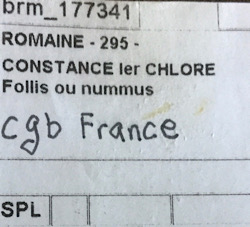 brm_177341
ROMAINE - 295 -
CONSTANCE Ier CHLORE
Follis ou nummus
cgb France
SPL